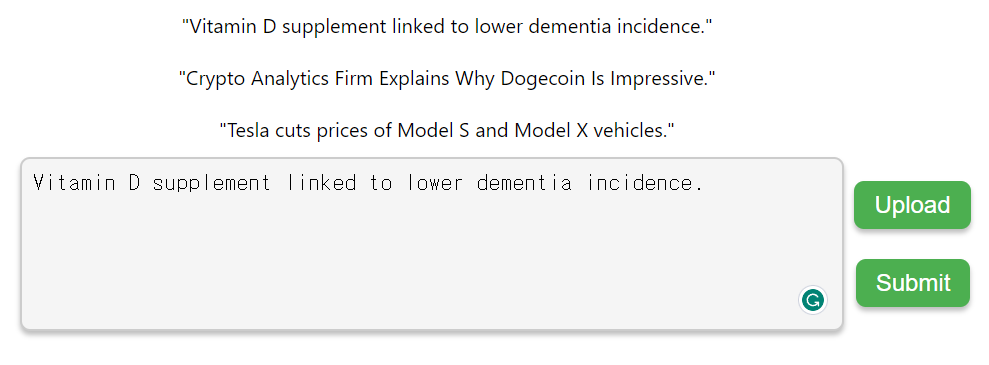 "Vitamin D supplement linked to lower dementia incidence."
"Crypto Analytics Firm Explains Why Dogecoin Is Impressive."
"Tesla cuts prices of Model S and Model X vehicles."
Vitamin D supplement linked to lower dementia incidence.
Upload
Submit